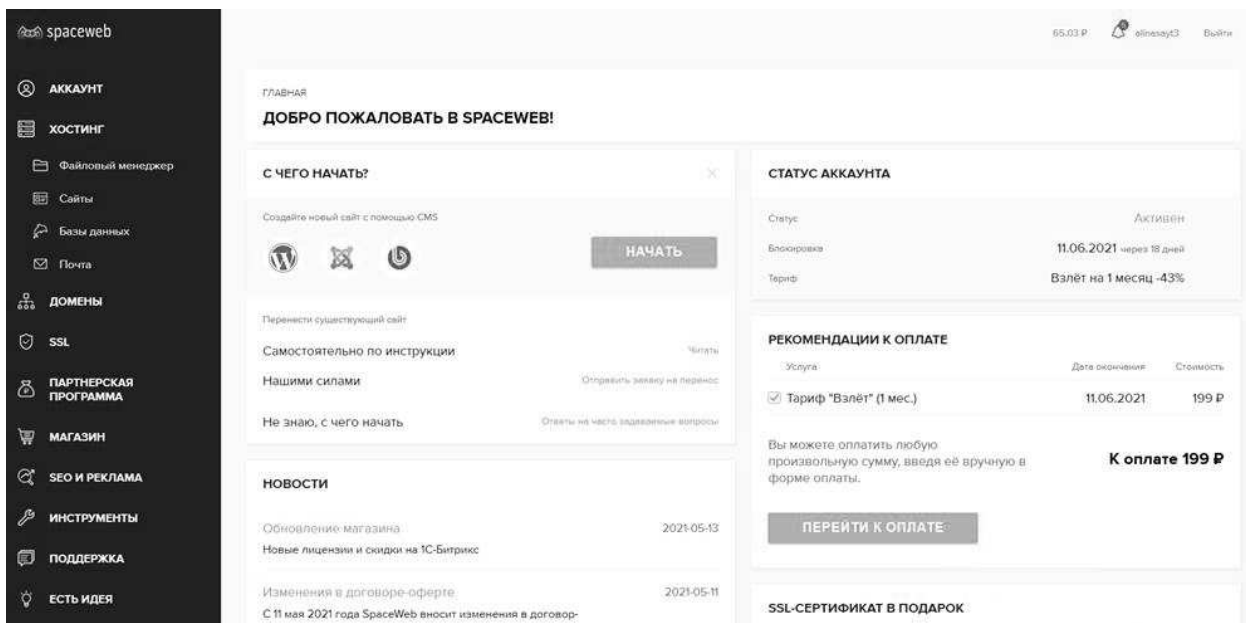 spaceweb
65.03 ₽
Выйти
АККАУНТ
ХОСТИНГ
Файловый менеджер
Сайты
Базы данных
Почта
ДОМЕНЫ
SSL
ПАРТНЕРСКАЯ
ПРОГРАММА
МАГАЗИН
SEO И РЕКЛАМА
ИНСТРУМЕНТЫ
ПОДДЕРЖКА
ЕСТЬ ИДЕЯ
ГЛАВНАЯ
ДОБРО ПОЖАЛОВАТЬ В SPACEWEB!
С ЧЕГО НАЧАТЬ?
Создайте новый сайт с помощью CMS
НАЧАТЬ
Перенести существующий сайт
Самостоятельно по инструкции
Читать
Нашими силами
Отправить заявку на перенос
Не знаю, с чего начать
Ответы на часто задаваемые вопросы
НОВОСТИ
Обновление магазина
2021-05-13
Новые лицензии и скидки на 1С-Битрикс
Изменения в договоре-оферте
2021-05-11
С 11 мая 2021 года SpaceWeb вносит изменения в договор-
СТАТУС АККАУНТА
Статус
Активен
Блокировка
11.06.2021 через 18 дней
Тариф
Взлёт на 1 месяц -43%
РЕКОМЕНДАЦИИ К ОПЛАТЕ
Услуга
Дата окончания
Стоимость
Тариф "Взлёт" (1 мес.)
11.06.2021
199 ₽
Вы можете оплатить любую
произвольную сумму, введя её вручную в
форме оплаты.
К оплате 199 ₽
ПЕРЕЙТИ К ОПЛАТЕ
SSL-СЕРТИФИКАТ В ПОДАРОК